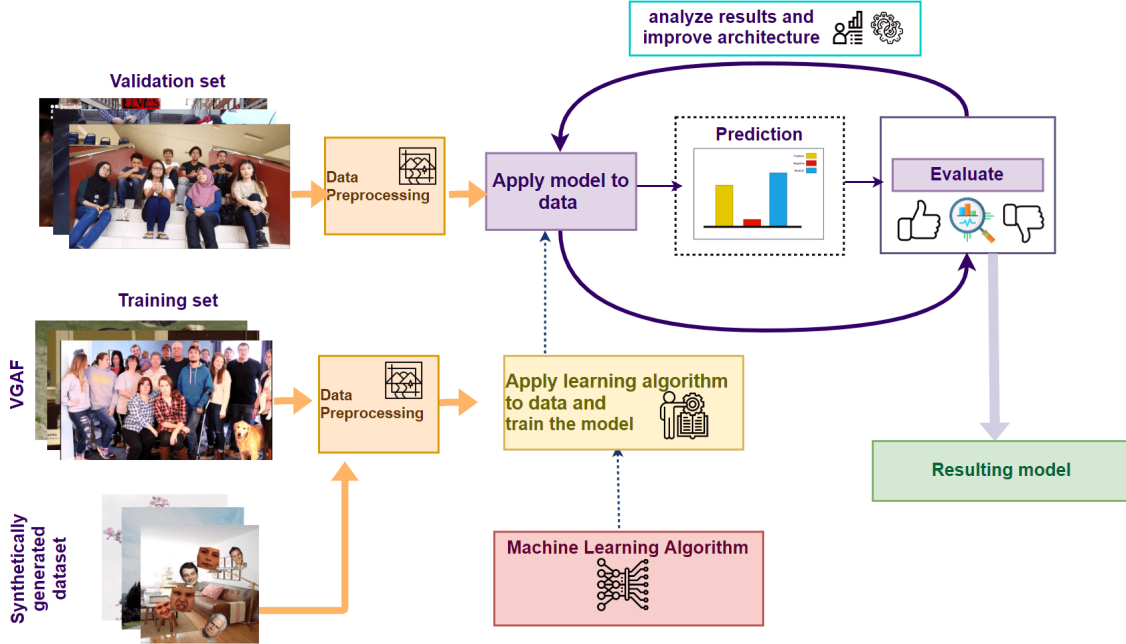 analyze results and
improve architecture
Validation set
LIVES
Data
Preprocessing
Apply model to
data
Prediction
Evaluate
Training set
VGAF
Data
Preprocessing
Apply learning algorithm
to data and
train the model
Resulting model
Synthetically
generated
dataset
Machine Learning Algorithm